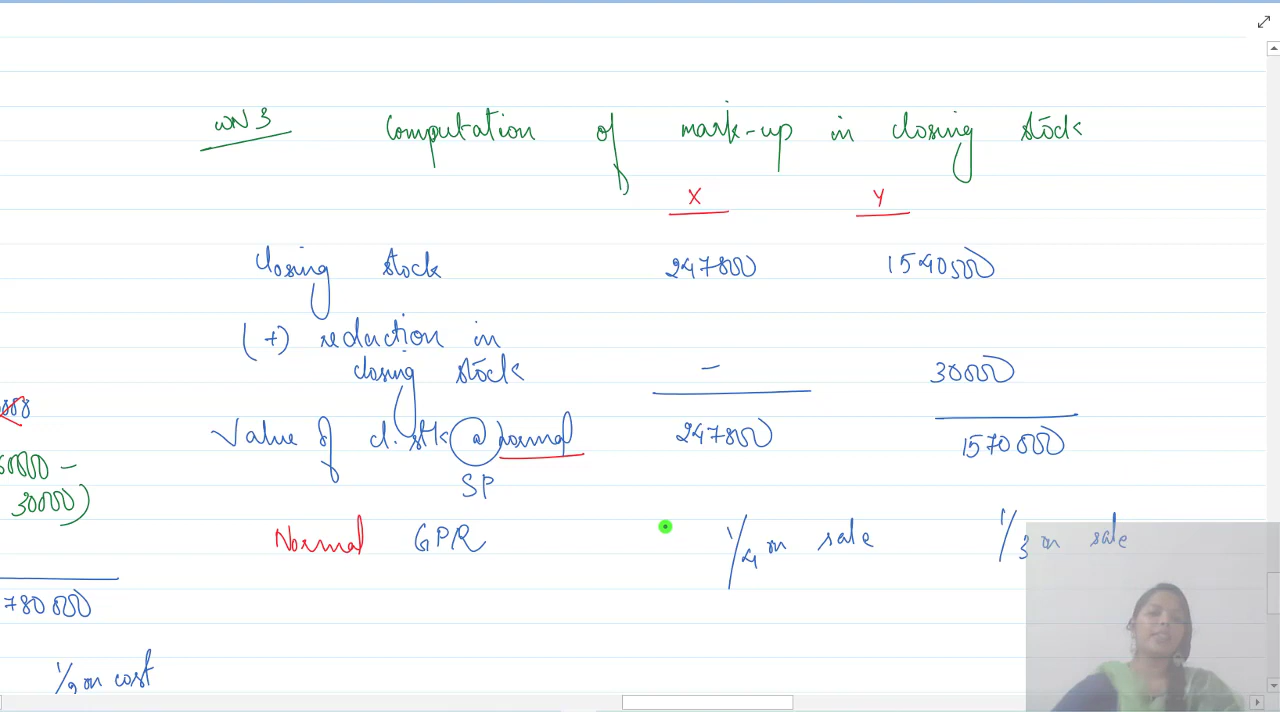 WN 3 Computation of mark-up in closing stock
X Y
closing stock 247800 1540000
(+) reduction in
closing stock - 30000
Value of cl. stk @ normal 247800 1570000
SP
30000)
Normal GPR 1/4 on sale 1/3 on sale
780000
1/2 on cost